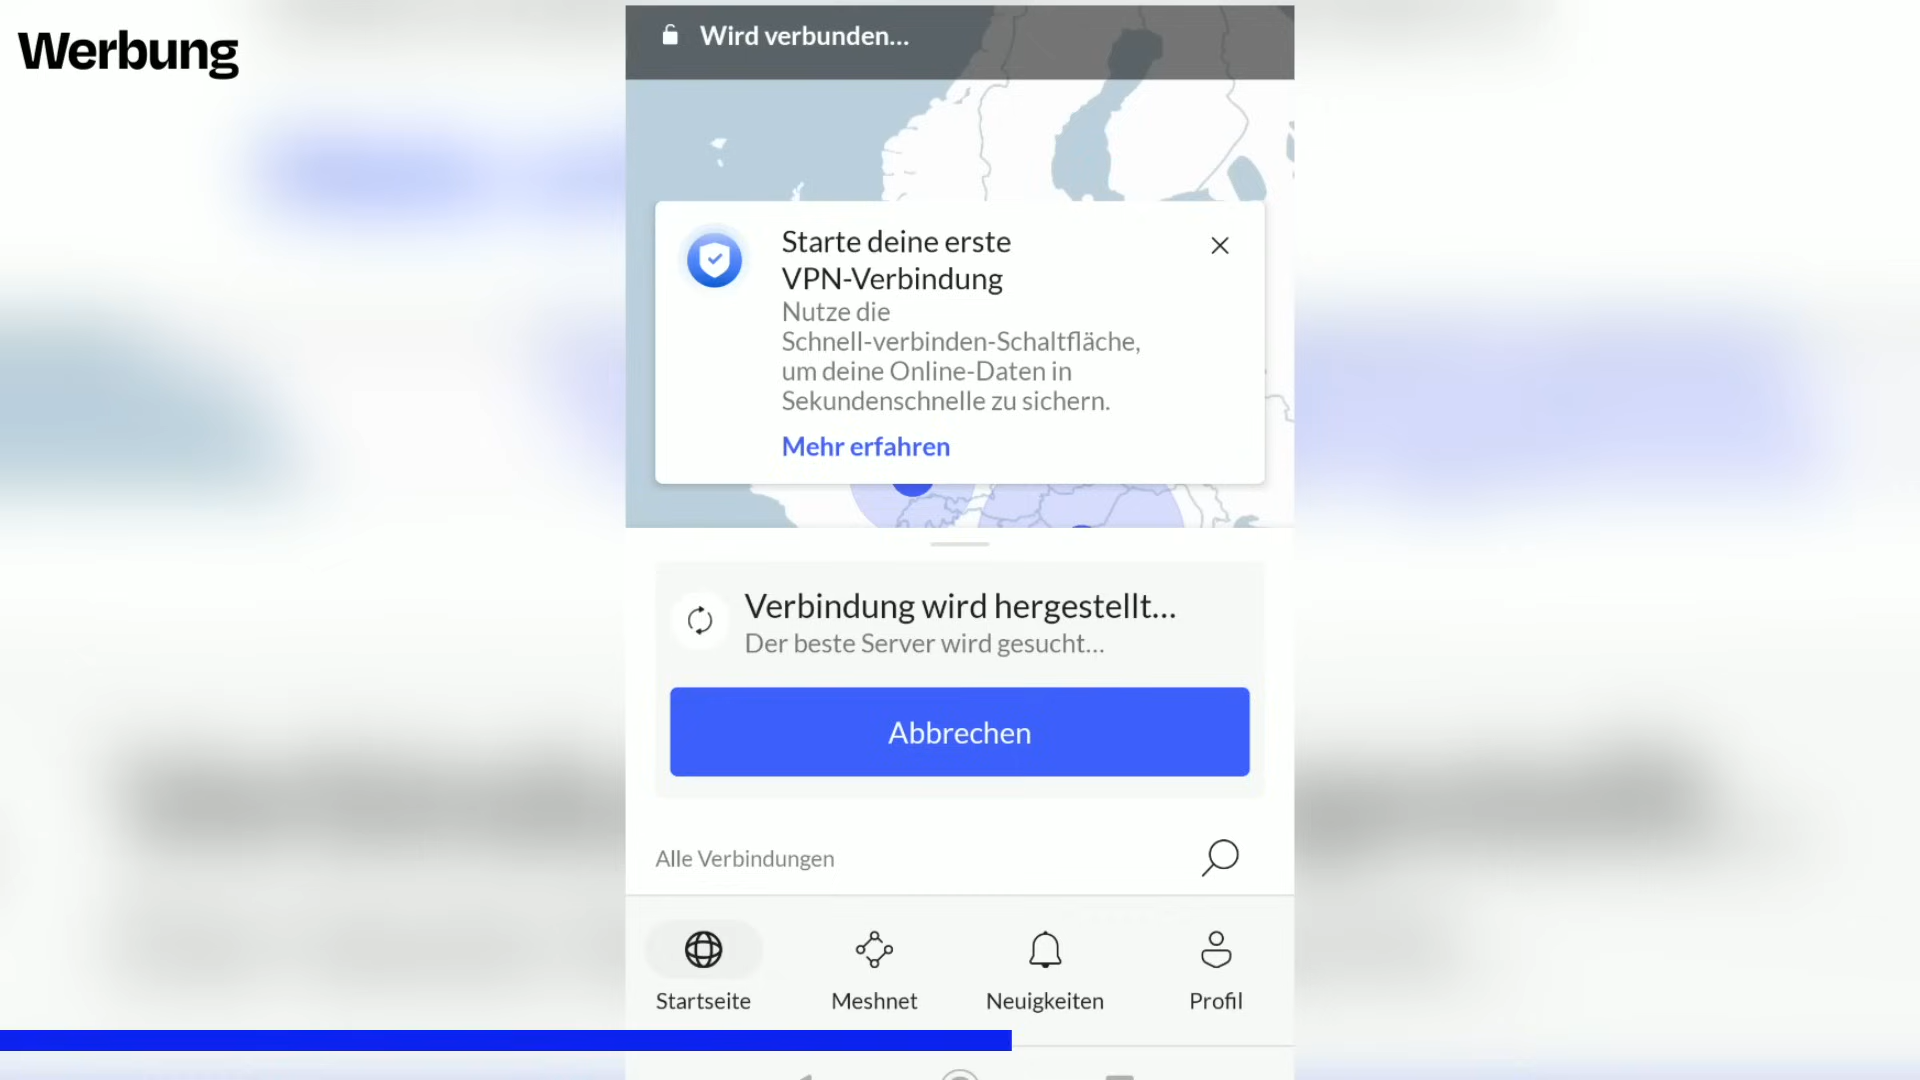 Werbung
Wird verbunden...
Starte deine erste
VPN-Verbindung
Nutze die
Schnell-verbinden-Schaltfläche,
um deine Online-Daten in
Sekundenschnelle zu sichern.
Mehr erfahren
Verbindung wird hergestellt...
Der beste Server wird gesucht...
Abbrechen
Alle Verbindungen
Startseite
Meshnet
Neuigkeiten
Profil